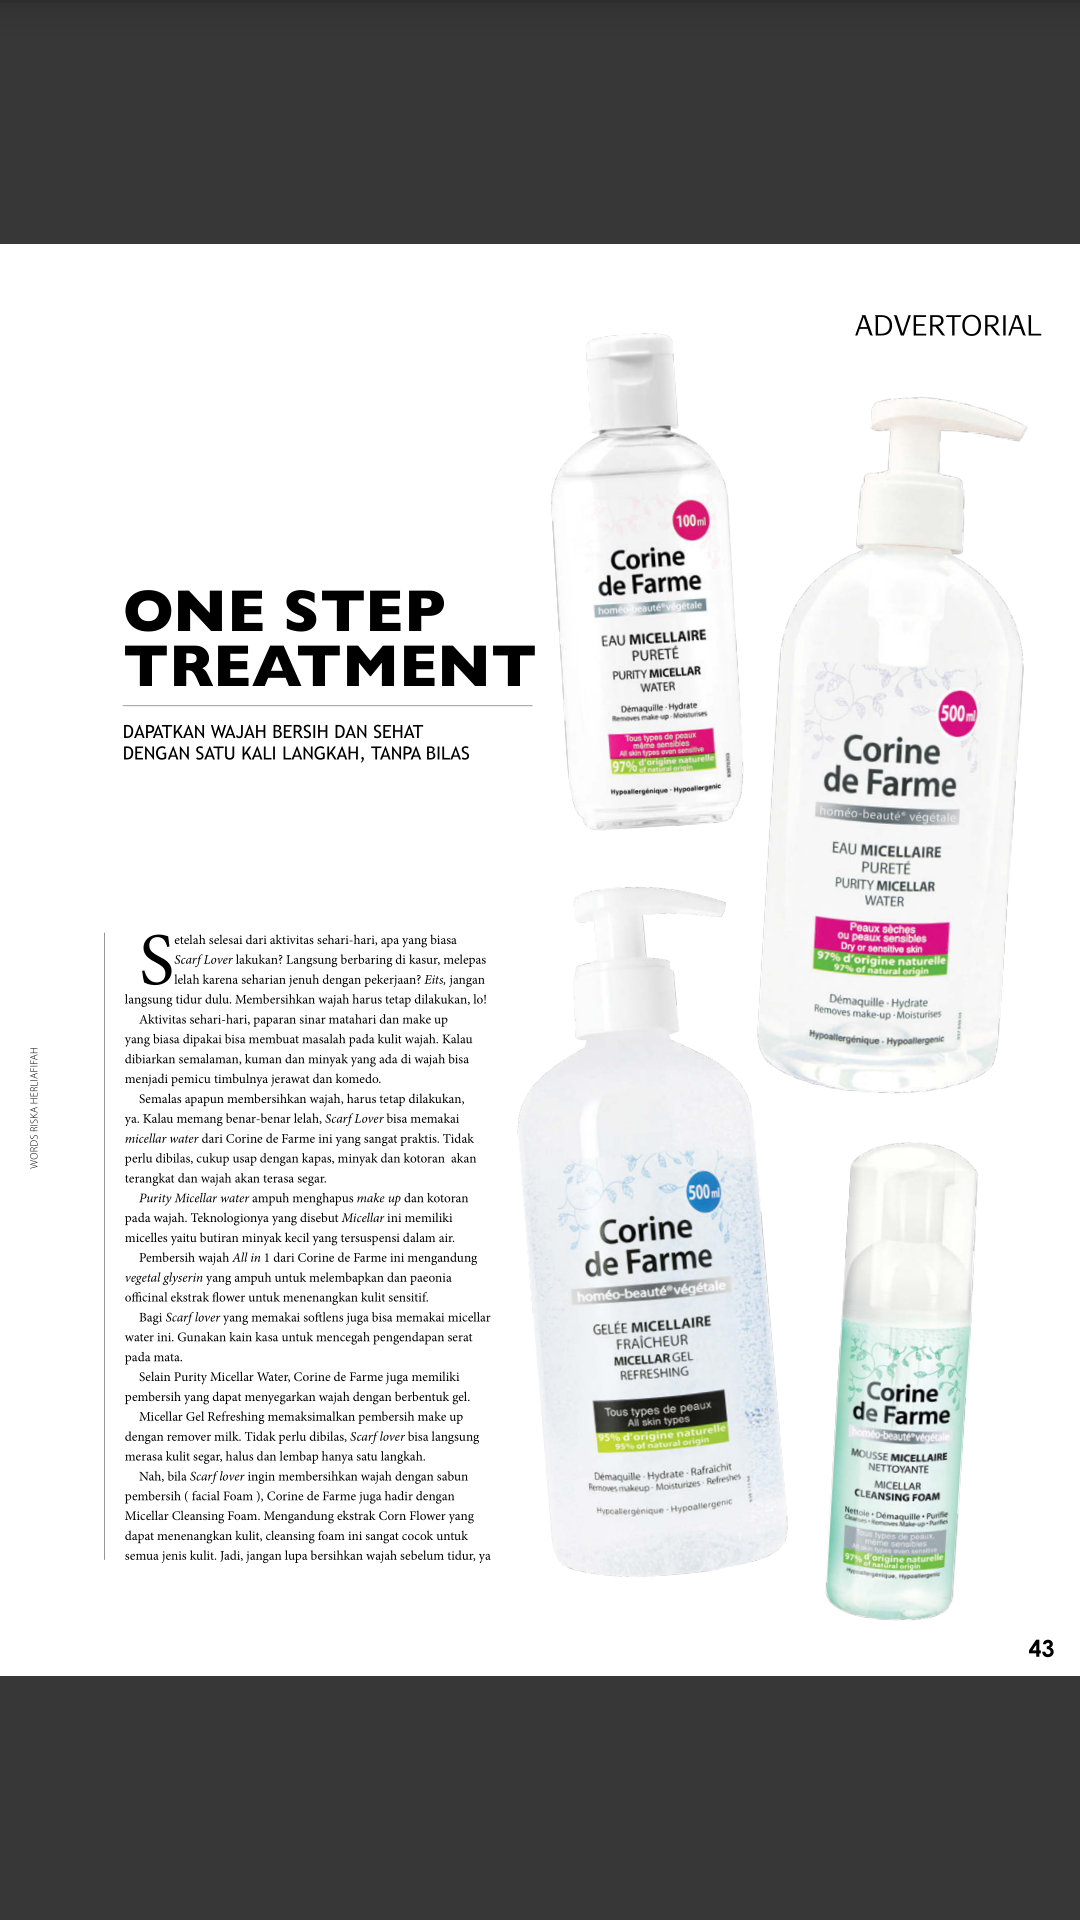 ADVERTORIAL
ONE STEP
TREATMENT
DAPATKAN WAJAH BERSIH DAN SEHAT
DENGAN SATU KALI LANGKAH, TANPA BILAS
Setelah selesai dari aktivitas sehari-hari, apa yang biasa
Scarf Lover lakukan? Langsung berbaring di kasur, melepas
lelah karena seharian jenuh dengan pekerjaan? Eits, jangan
langsung tidur dulu. Membersihkan wajah harus tetap dilakukan, lo!
Aktivitas sehari-hari, paparan sinar matahari dan make up
yang biasa dipakai bisa membuat masalah pada kulit wajah. Kalau
dibiarkan semalaman, kuman dan minyak yang ada di wajah bisa
menjadi pemicu timbulnya jerawat dan komedo.
Semalas apapun membersihkan wajah, harus tetap dilakukan,
ya. Kalau memang benar-benar lelah, Scarf Lover bisa memakai
micellar water dari Corine de Farme ini yang sangat praktis. Tidak
perlu dibilas, cukup usap dengan kapas, minyak dan kotoran akan
terangkat dan wajah akan terasa segar.
Purity Micellar water ampuh menghapus make up dan kotoran
pada wajah. Teknologionya yang disebut Micellar ini memiliki
micelles yaitu butiran minyak kecil yang tersuspensi dalam air.
Pembersih wajah All in 1 dari Corine de Farme ini mengandung
vegetal glyserin yang ampuh untuk melembapkan dan paeonia
officinal ekstrak flower untuk menenangkan kulit sensitif.
Bagi Scarf lover yang memakai softlens juga bisa memakai micellar
water ini. Gunakan kain kasa untuk mencegah pengendapan serat
pada mata.
Selain Purity Micellar Water, Corine de Farme juga memiliki
pembersih yang dapat menyegarkan wajah dengan berbentuk gel.
Micellar Gel Refreshing memaksimalkan pembersih make up
dengan remover milk. Tidak perlu dibilas, Scarf lover bisa langsung
merasa kulit segar, halus dan lembap hanya satu langkah.
Nah, bila Scarf lover ingin membersihkan wajah dengan sabun
pembersih ( facial Foam ), Corine de Farme juga hadir dengan
Micellar Cleansing Foam. Mengandung ekstrak Corn Flower yang
dapat menenangkan kulit, cleansing foam ini sangat cocok untuk
semua jenis kulit. Jadi, jangan lupa bersihkan wajah sebelum tidur, ya
WORDS RISKA HERLIAFIFAH
100ml
Corine
de Farme
homéo-beauté® végétale
EAU MICELLAIRE
PURETÉ
PURITY MICELLAR
WATER
Démaquille · Hydrate
Removes make-up · Moisturises
Tous types de peaux
même sensibles
All skin types even sensitive
97% d'origine naturelle
of natural origin
Hypoallergénique · Hypoallergenic
500ml
Corine
de Farme
homéo-beauté® végétale
EAU MICELLAIRE
PURETÉ
PURITY MICELLAR
WATER
Peaux sèches
ou peaux sensibles
Dry or sensitive skin
97% d'origine naturelle
97% of natural origin
Démaquille · Hydrate
Removes make-up · Moisturises
Hypoallergénique · Hypoallergenic
500ml
Corine
de Farme
homéo-beauté® végétale
GELÉE MICELLAIRE
FRAÎCHEUR
MICELLAR GEL
REFRESHING
Tous types de peaux
All skin types
95% d'origine naturelle
95% of natural origin
Démaquille · Hydrate · Rafraichit
Removes makeup · Moisturizes · Refreshes
Hypoallergénique · Hypoallergenic
Corine
de Farme
homéo-beauté® végétale
MOUSSE MICELLAIRE
NETTOYANTE
MICELLAR
CLEANSING FOAM
Nettoie • Démaquille • Purifie
Cleanses • Removes Make-up • Purifies
Tous types de peaux,
même sensibles
All skin types even sensitive
97% d'origine naturelle
of natural origin
Hypoallergénique, Hypoallergenic
43